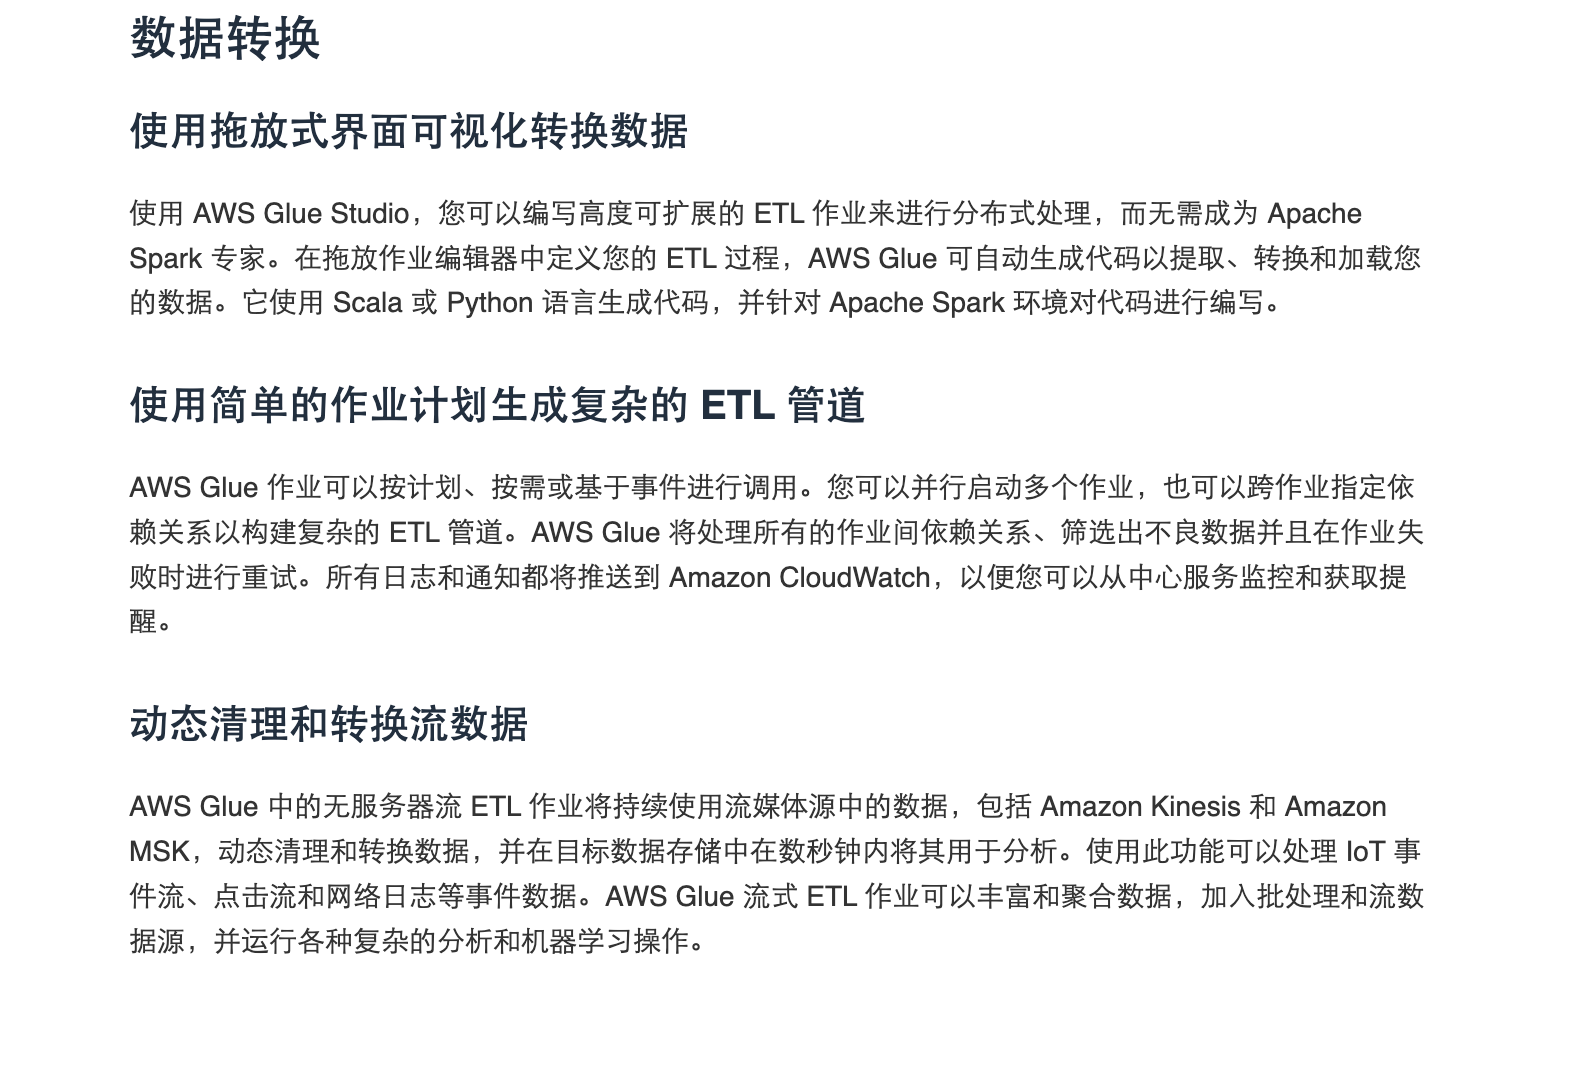 数据转换
使用拖放式界面可视化转换数据
使用 AWS Glue Studio，您可以编写高度可扩展的 ETL 作业来进行分布式处理，而无需成为 Apache
Spark 专家。在拖放作业编辑器中定义您的 ETL 过程，AWS Glue 可自动生成代码以提取、转换和加载您
的数据。它使用 Scala 或 Python 语言生成代码，并针对 Apache Spark 环境对代码进行编写。
使用简单的作业计划生成复杂的 ETL 管道
AWS Glue 作业可以按计划、按需或基于事件进行调用。您可以并行启动多个作业，也可以跨作业指定依
赖关系以构建复杂的 ETL 管道。AWS Glue 将处理所有的作业间依赖关系、筛选出不良数据并且在作业失
败时进行重试。所有日志和通知都将推送到 Amazon CloudWatch，以便您可以从中心服务监控和获取提
醒。
动态清理和转换流数据
AWS Glue 中的无服务器流 ETL 作业将持续使用流媒体源中的数据，包括 Amazon Kinesis 和 Amazon
MSK，动态清理和转换数据，并在目标数据存储中在数秒钟内将其用于分析。使用此功能可以处理 IoT 事
件流、点击流和网络日志等事件数据。AWS Glue 流式 ETL 作业可以丰富和聚合数据，加入批处理和流数
据源，并运行各种复杂的分析和机器学习操作。